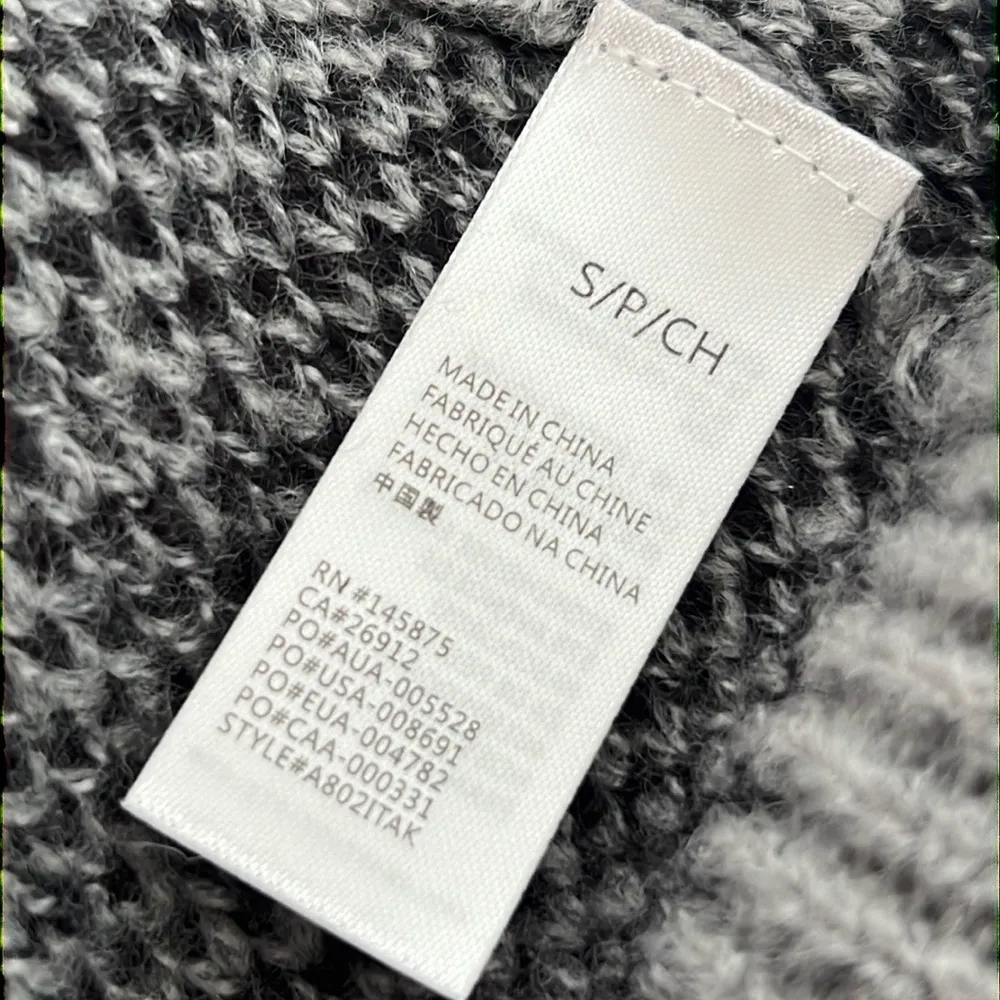 S/P/CH
MADE IN CHINA
FABRIQUÉ AU CHINE
HECHO EN CHINA
FABRICADO NA CHINA
中国製
RN #145875
CA#26912
PO#AUA-005528
PO#USA-008691
PO#EUA-004782
PO#CAA-000331
STYLE#A802ITAK